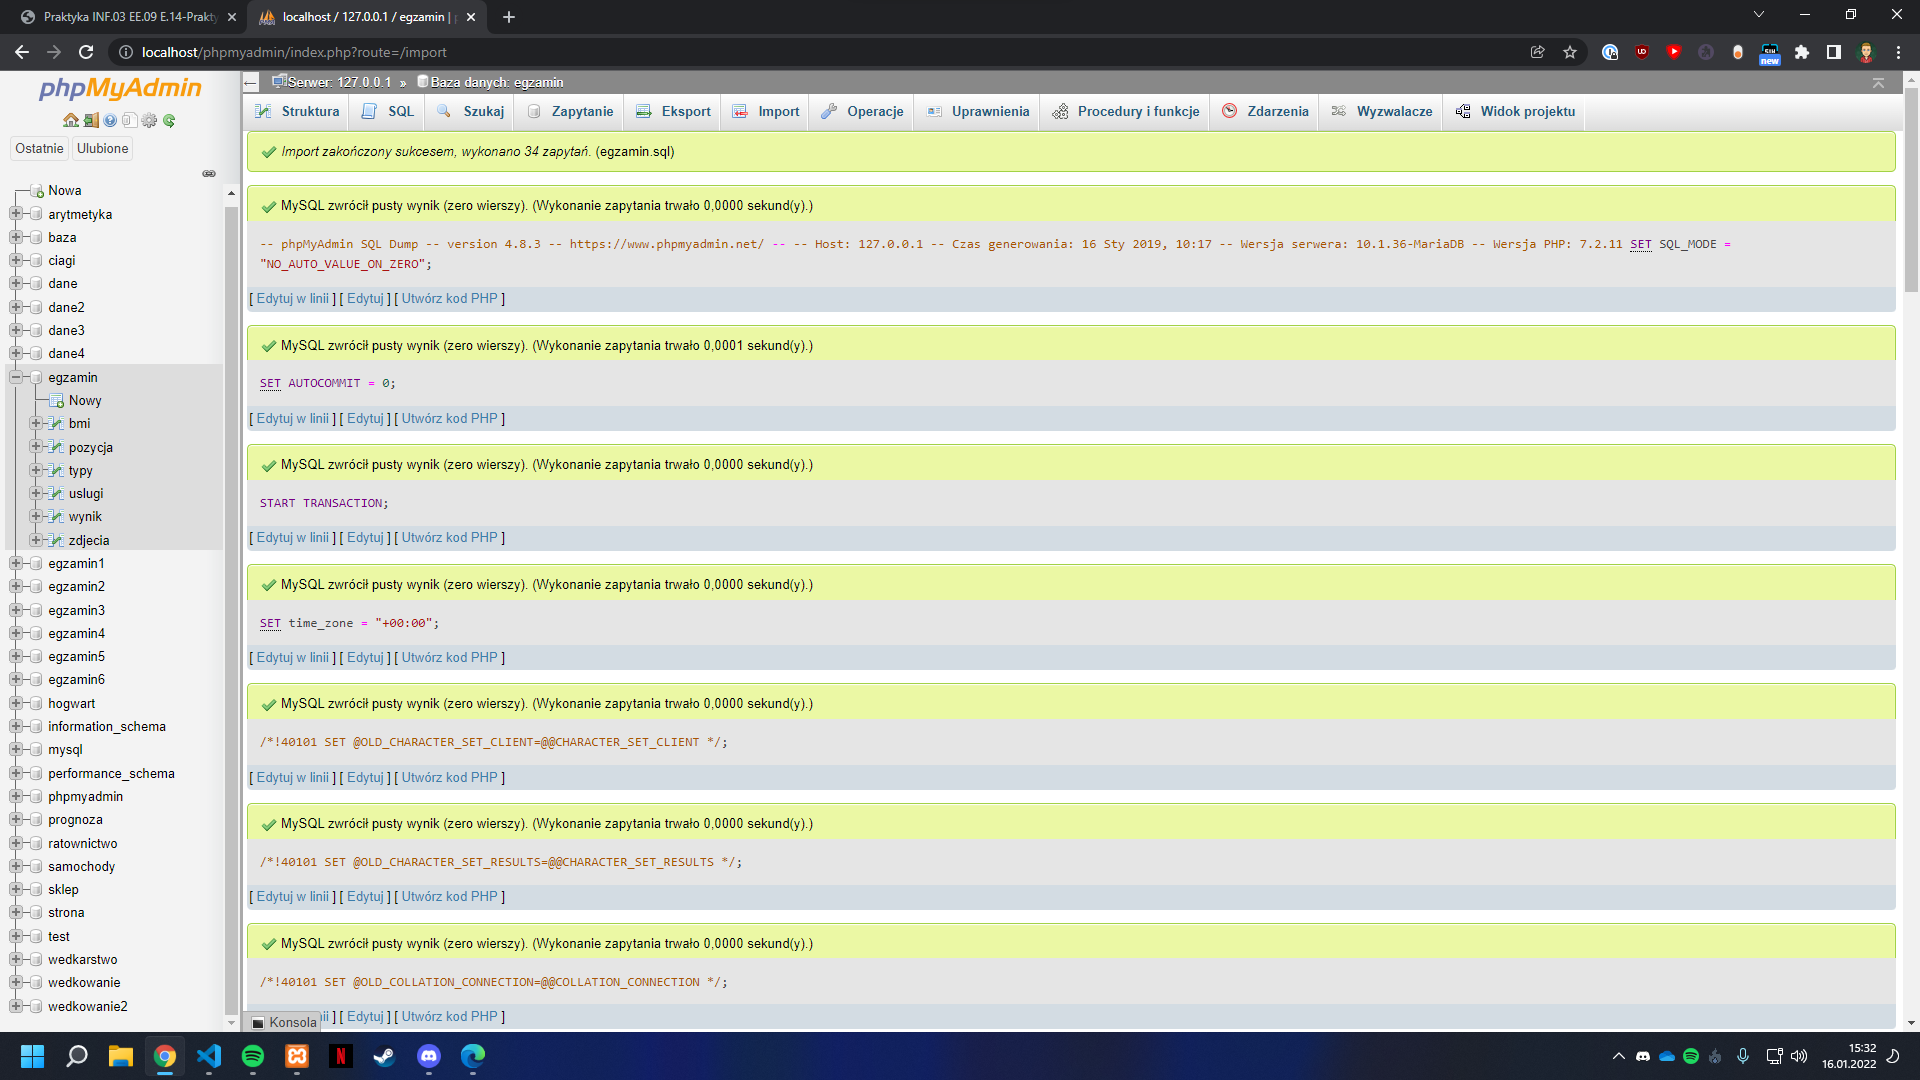 Praktyka INF.03 EE.09 E.14-Prakty
localhost / 127.0.0.1 / egzamin |
localhost/phpmyadmin/index.php?route=/import
new
phpMyAdmin
Ostatnie
Ulubione
Nowa
arytmetyka
baza
ciagi
dane
dane2
dane3
dane4
egzamin
Nowy
bmi
pozycja
typy
uslugi
wynik
zdjecia
egzamin1
egzamin2
egzamin3
egzamin4
egzamin5
egzamin6
hogwart
information_schema
mysql
performance_schema
phpmyadmin
prognoza
ratownictwo
samochody
sklep
strona
test
wedkarstwo
wedkowanie
wedkowanie2
Serwer: 127.0.0.1 » Baza danych: egzamin
Struktura SQL Szukaj Zapytanie Eksport Import Operacje Uprawnienia Procedury i funkcje Zdarzenia Wyzwalacze Widok projektu
Import zakończony sukcesem, wykonano 34 zapytań. (egzamin.sql)
MySQL zwrócił pusty wynik (zero wierszy). (Wykonanie zapytania trwało 0,0000 sekund(y).)
-- phpMyAdmin SQL Dump -- version 4.8.3 -- https://www.phpmyadmin.net/ -- -- Host: 127.0.0.1 -- Czas generowania: 16 Sty 2019, 10:17 -- Wersja serwera: 10.1.36-MariaDB -- Wersja PHP: 7.2.11 SET SQL_MODE =
"NO_AUTO_VALUE_ON_ZERO";
[ Edytuj w linii ] [ Edytuj ] [ Utwórz kod PHP ]
MySQL zwrócił pusty wynik (zero wierszy). (Wykonanie zapytania trwało 0,0001 sekund(y).)
SET AUTOCOMMIT = 0;
[ Edytuj w linii ] [ Edytuj ] [ Utwórz kod PHP ]
MySQL zwrócił pusty wynik (zero wierszy). (Wykonanie zapytania trwało 0,0000 sekund(y).)
START TRANSACTION;
[ Edytuj w linii ] [ Edytuj ] [ Utwórz kod PHP ]
MySQL zwrócił pusty wynik (zero wierszy). (Wykonanie zapytania trwało 0,0000 sekund(y).)
SET time_zone = "+00:00";
[ Edytuj w linii ] [ Edytuj ] [ Utwórz kod PHP ]
MySQL zwrócił pusty wynik (zero wierszy). (Wykonanie zapytania trwało 0,0000 sekund(y).)
/*!40101 SET @OLD_CHARACTER_SET_CLIENT=@@CHARACTER_SET_CLIENT */;
[ Edytuj w linii ] [ Edytuj ] [ Utwórz kod PHP ]
MySQL zwrócił pusty wynik (zero wierszy). (Wykonanie zapytania trwało 0,0000 sekund(y).)
/*!40101 SET @OLD_CHARACTER_SET_RESULTS=@@CHARACTER_SET_RESULTS */;
[ Edytuj w linii ] [ Edytuj ] [ Utwórz kod PHP ]
MySQL zwrócił pusty wynik (zero wierszy). (Wykonanie zapytania trwało 0,0000 sekund(y).)
/*!40101 SET @OLD_COLLATION_CONNECTION=@@COLLATION_CONNECTION */;
nii ] [ Edytuj ] [ Utwórz kod PHP ]
Konsola
15:32
16.01.2022